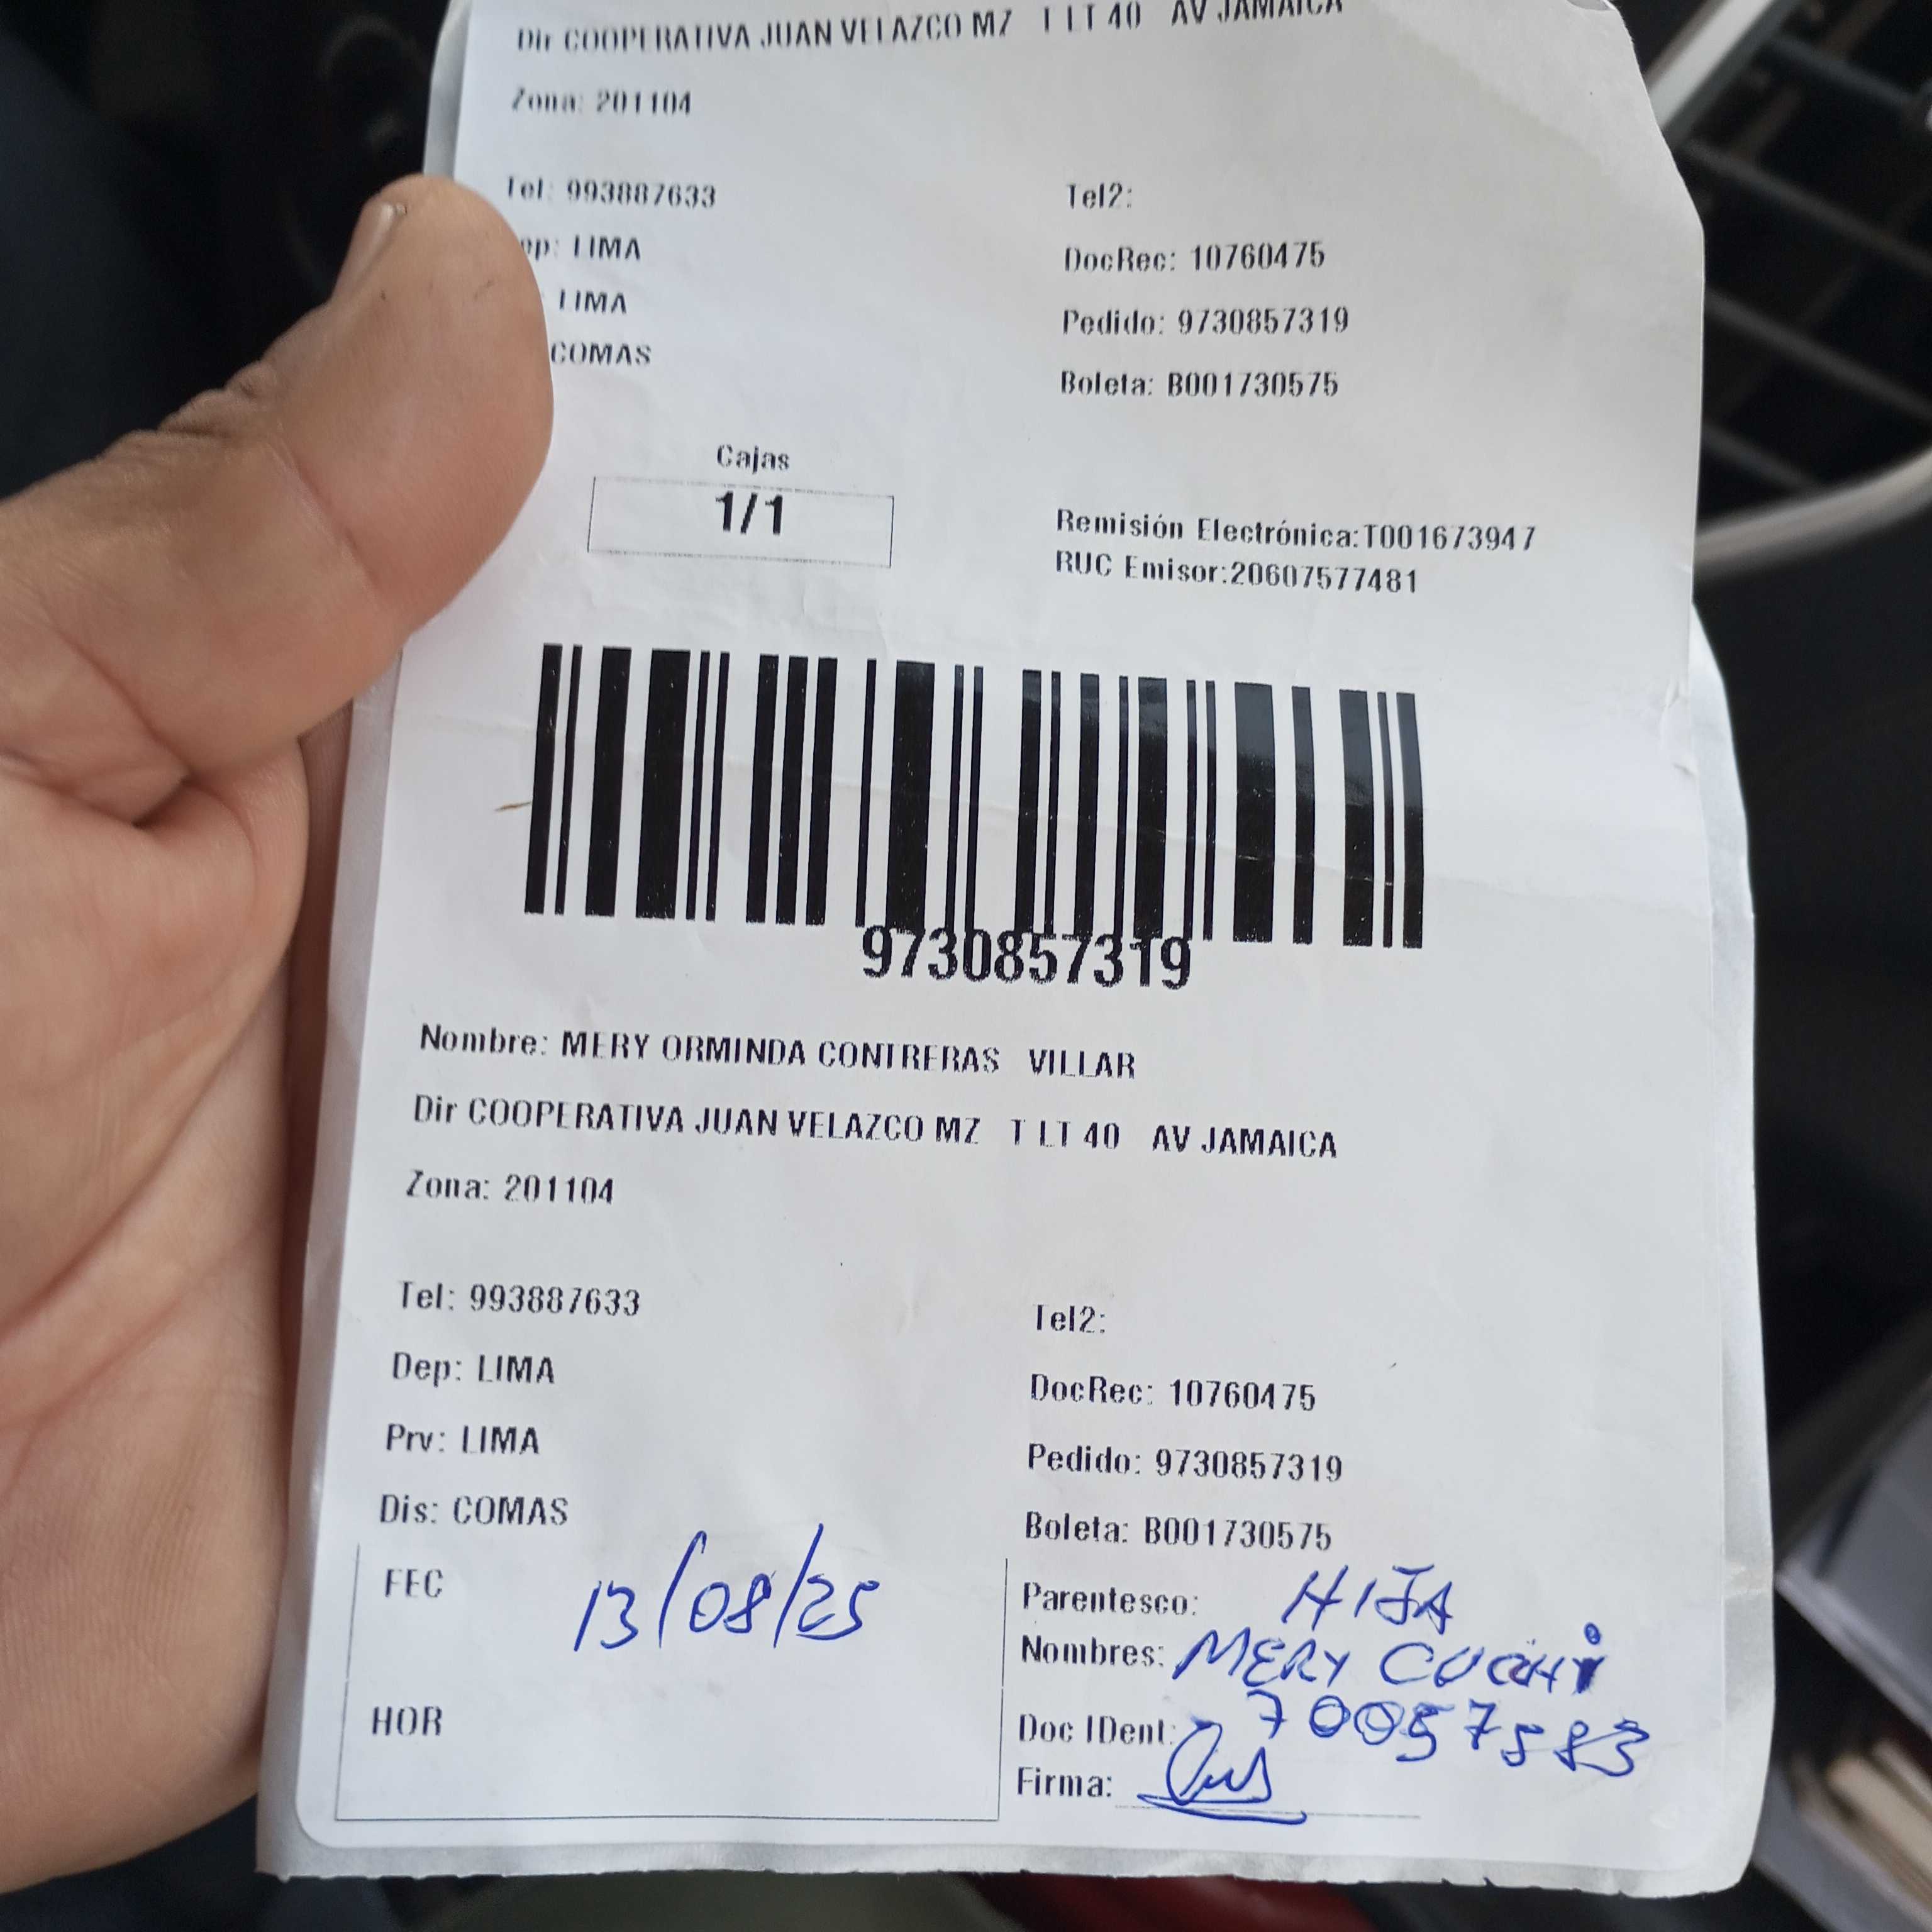 Dir COOPERATIVA JUAN VELAZCO MZ T LT 40 AV JAMAICA
Zona: 201104
Tel: 993887633 Tel2:
ep: LIMA DocRec: 10760475
LIMA Pedido: 9730857319
COMAS Boleta: B001730575
Cajas
1/1
Remisión Electrónica:T001673947
RUC Emisor:20607577481
9730857319
Nombre: MERY ORMINDA CONTRERAS VILLAR
Dir COOPERATIVA JUAN VELAZCO MZ T LT 40 AV JAMAICA
Zona: 201104
Tel: 993887633 Tel2:
Dep: LIMA DocRec: 10760475
Prv: LIMA Pedido: 9730857319
Dis: COMAS Boleta: B001730575
FEC 13/08/25 Parentesco: HIJA
Nombres: MERY CUCHI
HOR Doc IDent: 70057583
Firma: